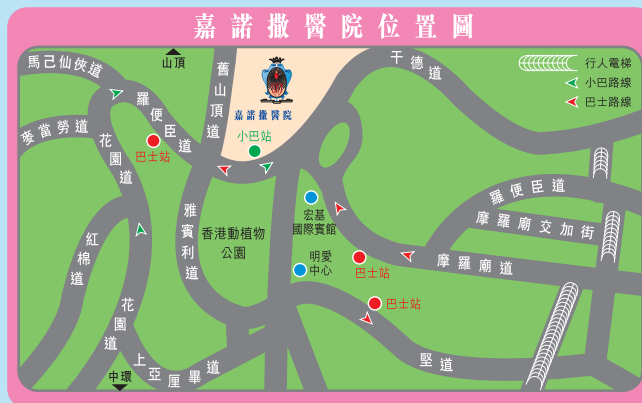 嘉諾撒醫院位置圖
馬己仙俠道
山頂
舊山頂道
干德道
行人電梯
小巴路線
巴士路線
嘉諾撒醫院
小巴站
羅便臣道
巴士站
麥當勞道
花園道
羅便臣道
摩羅廟交加街
宏基
國際賓館
雅賓利道
香港動植物
公園
紅棉道
明愛
中心
巴士站
摩羅廟道
巴士站
花園道
上亞厘畢道
堅道
中環